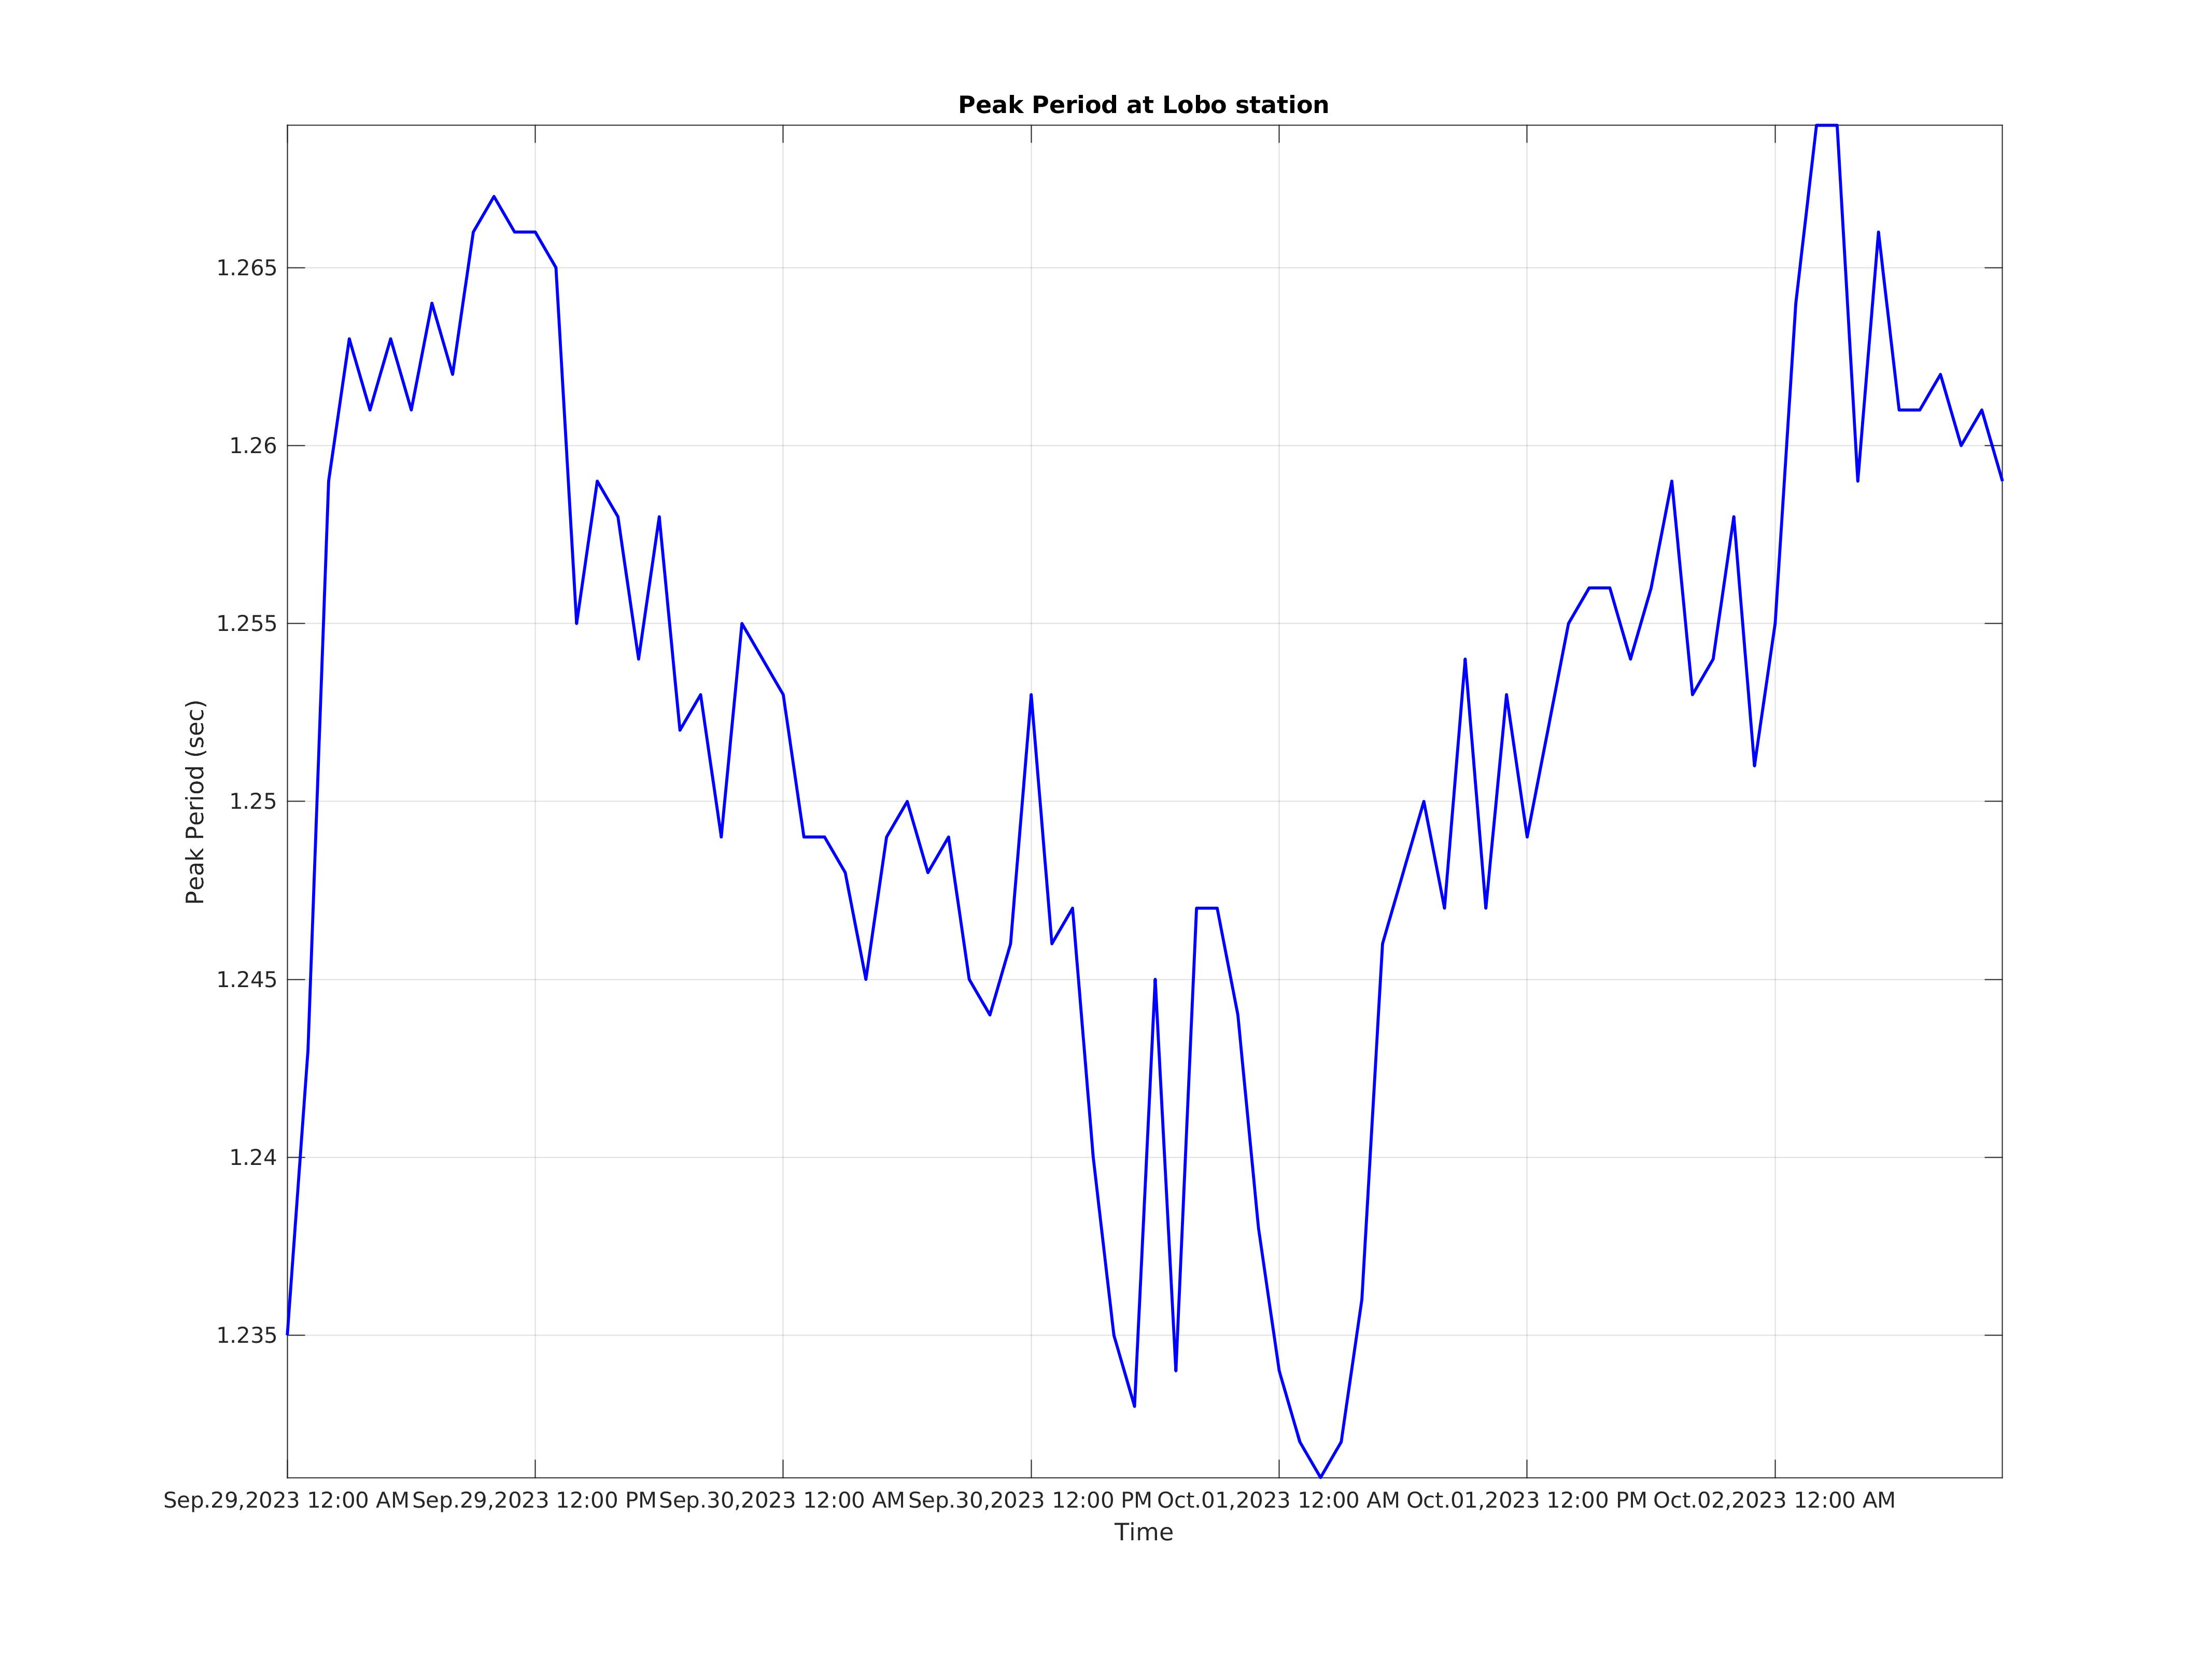 Peak Period at Lobo station
1.265
1.26
1.255
1.25
1.245
1.24
1.235
Peak Period (sec)
Sep.29,2023 12:00 AM Sep.29,2023 12:00 PM Sep.30,2023 12:00 AM Sep.30,2023 12:00 PM Oct.01,2023 12:00 AM Oct.01,2023 12:00 PM Oct.02,2023 12:00 AM
Time